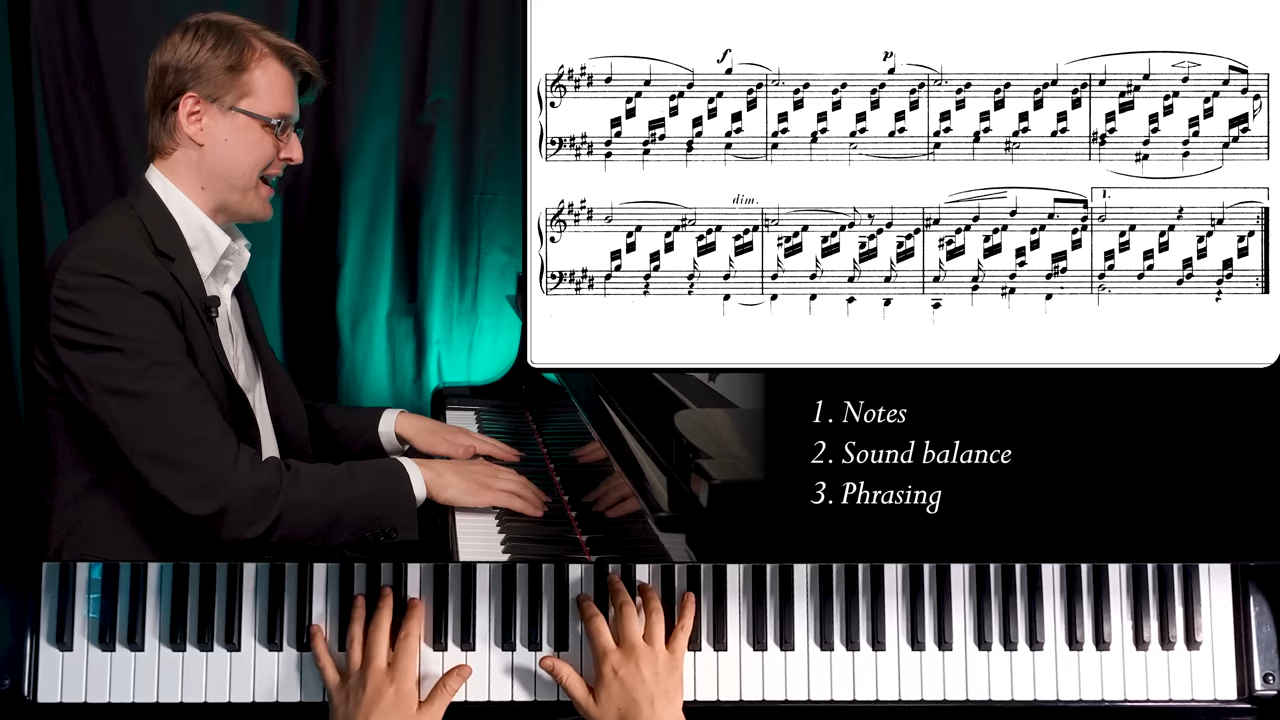 f
p
dim.
1.
1. Notes
2. Sound balance
3. Phrasing